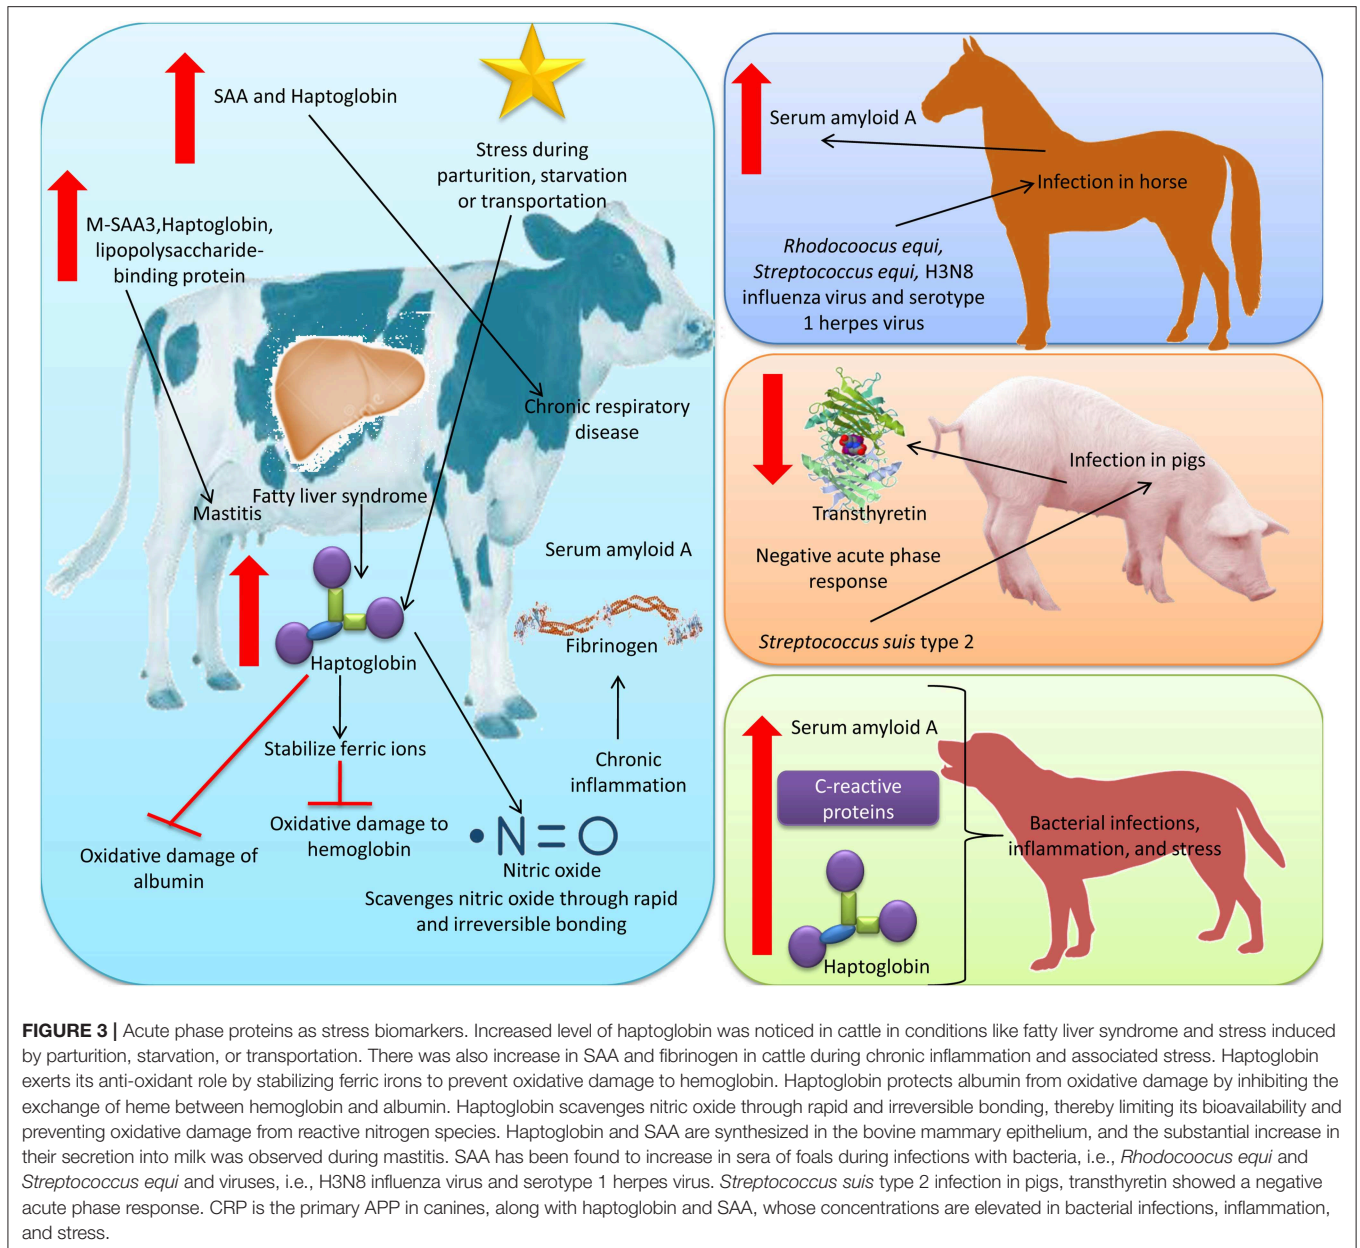 SAA and Haptoglobin
Stress during
parturition, starvation
or transportation
M-SAA3,Haptoglobin,
lipopolysaccharide-
binding protein
Chronic respiratory
disease
Fatty liver syndrome
Mastitis
Serum amyloid A
Fibrinogen
Haptoglobin
Stabilize ferric ions
Chronic
inflammation
Oxidative damage to
hemoglobin
Oxidative damage of
albumin
•N=O
Nitric oxide
Scavenges nitric oxide through rapid
and irreversible bonding
Serum amyloid A
Infection in horse
Rhodocoocus equi,
Streptococcus equi, H3N8
influenza virus and serotype
1 herpes virus
Infection in pigs
Transthyretin
Negative acute phase
response
Streptococcus suis type 2
Serum amyloid A
C-reactive
proteins
Bacterial infections,
inflammation, and stress
Haptoglobin
FIGURE 3 | Acute phase proteins as stress biomarkers. Increased level of haptoglobin was noticed in cattle in conditions like fatty liver syndrome and stress induced
by parturition, starvation, or transportation. There was also increase in SAA and fibrinogen in cattle during chronic inflammation and associated stress. Haptoglobin
exerts its anti-oxidant role by stabilizing ferric irons to prevent oxidative damage to hemoglobin. Haptoglobin protects albumin from oxidative damage by inhibiting the
exchange of heme between hemoglobin and albumin. Haptoglobin scavenges nitric oxide through rapid and irreversible bonding, thereby limiting its bioavailability and
preventing oxidative damage from reactive nitrogen species. Haptoglobin and SAA are synthesized in the bovine mammary epithelium, and the substantial increase in
their secretion into milk was observed during mastitis. SAA has been found to increase in sera of foals during infections with bacteria, i.e., Rhodocoocus equi and
Streptococcus equi and viruses, i.e., H3N8 influenza virus and serotype 1 herpes virus. Streptococcus suis type 2 infection in pigs, transthyretin showed a negative
acute phase response. CRP is the primary APP in canines, along with haptoglobin and SAA, whose concentrations are elevated in bacterial infections, inflammation,
and stress.